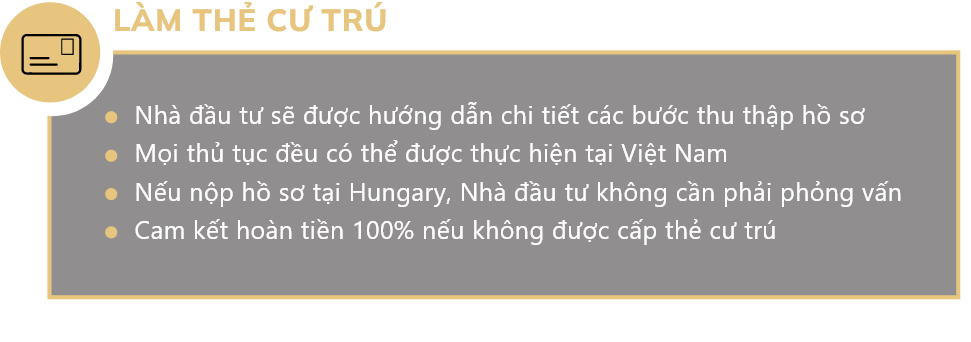 LÀM THẺ CƯ TRÚ
Nhà đầu tư sẽ được hướng dẫn chi tiết các bước thu thập hồ sơ
Mọi thủ tục đều có thể được thực hiện tại Việt Nam
Nếu nộp hồ sơ tại Hungary, Nhà đầu tư không cần phải phỏng vấn
Cam kết hoàn tiền 100% nếu không được cấp thẻ cư trú